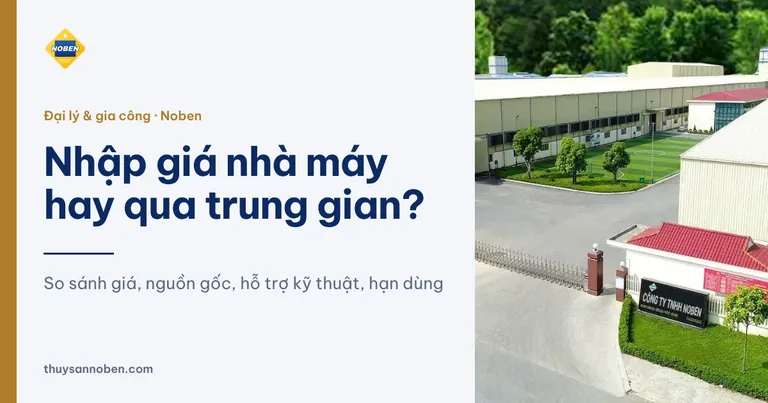 NOBEN
Đại lý & gia công · Noben
Nhập giá nhà máy
hay qua trung gian?
So sánh giá, nguồn gốc, hỗ trợ kỹ thuật, hạn dùng
thuysannoben.com
CÔNG TY TNHH NOBEN